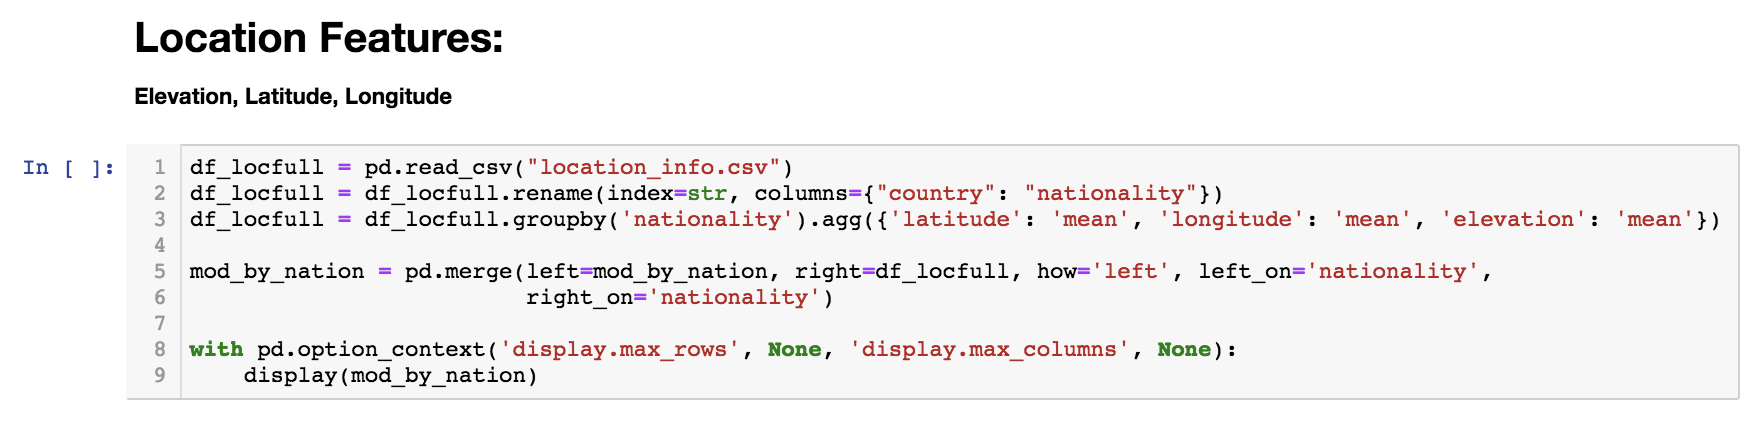 Location Features:
Elevation, Latitude, Longitude
In [ ]:
1 df_locfull = pd.read_csv("location_info.csv")
2 df_locfull = df_locfull.rename(index=str, columns={"country": "nationality"})
3 df_locfull = df_locfull.groupby('nationality').agg({'latitude': 'mean', 'longitude': 'mean', 'elevation': 'mean'})
4
5 mod_by_nation = pd.merge(left=mod_by_nation, right=df_locfull, how='left', left_on='nationality',
6                          right_on='nationality')
7
8 with pd.option_context('display.max_rows', None, 'display.max_columns', None):
9     display(mod_by_nation)